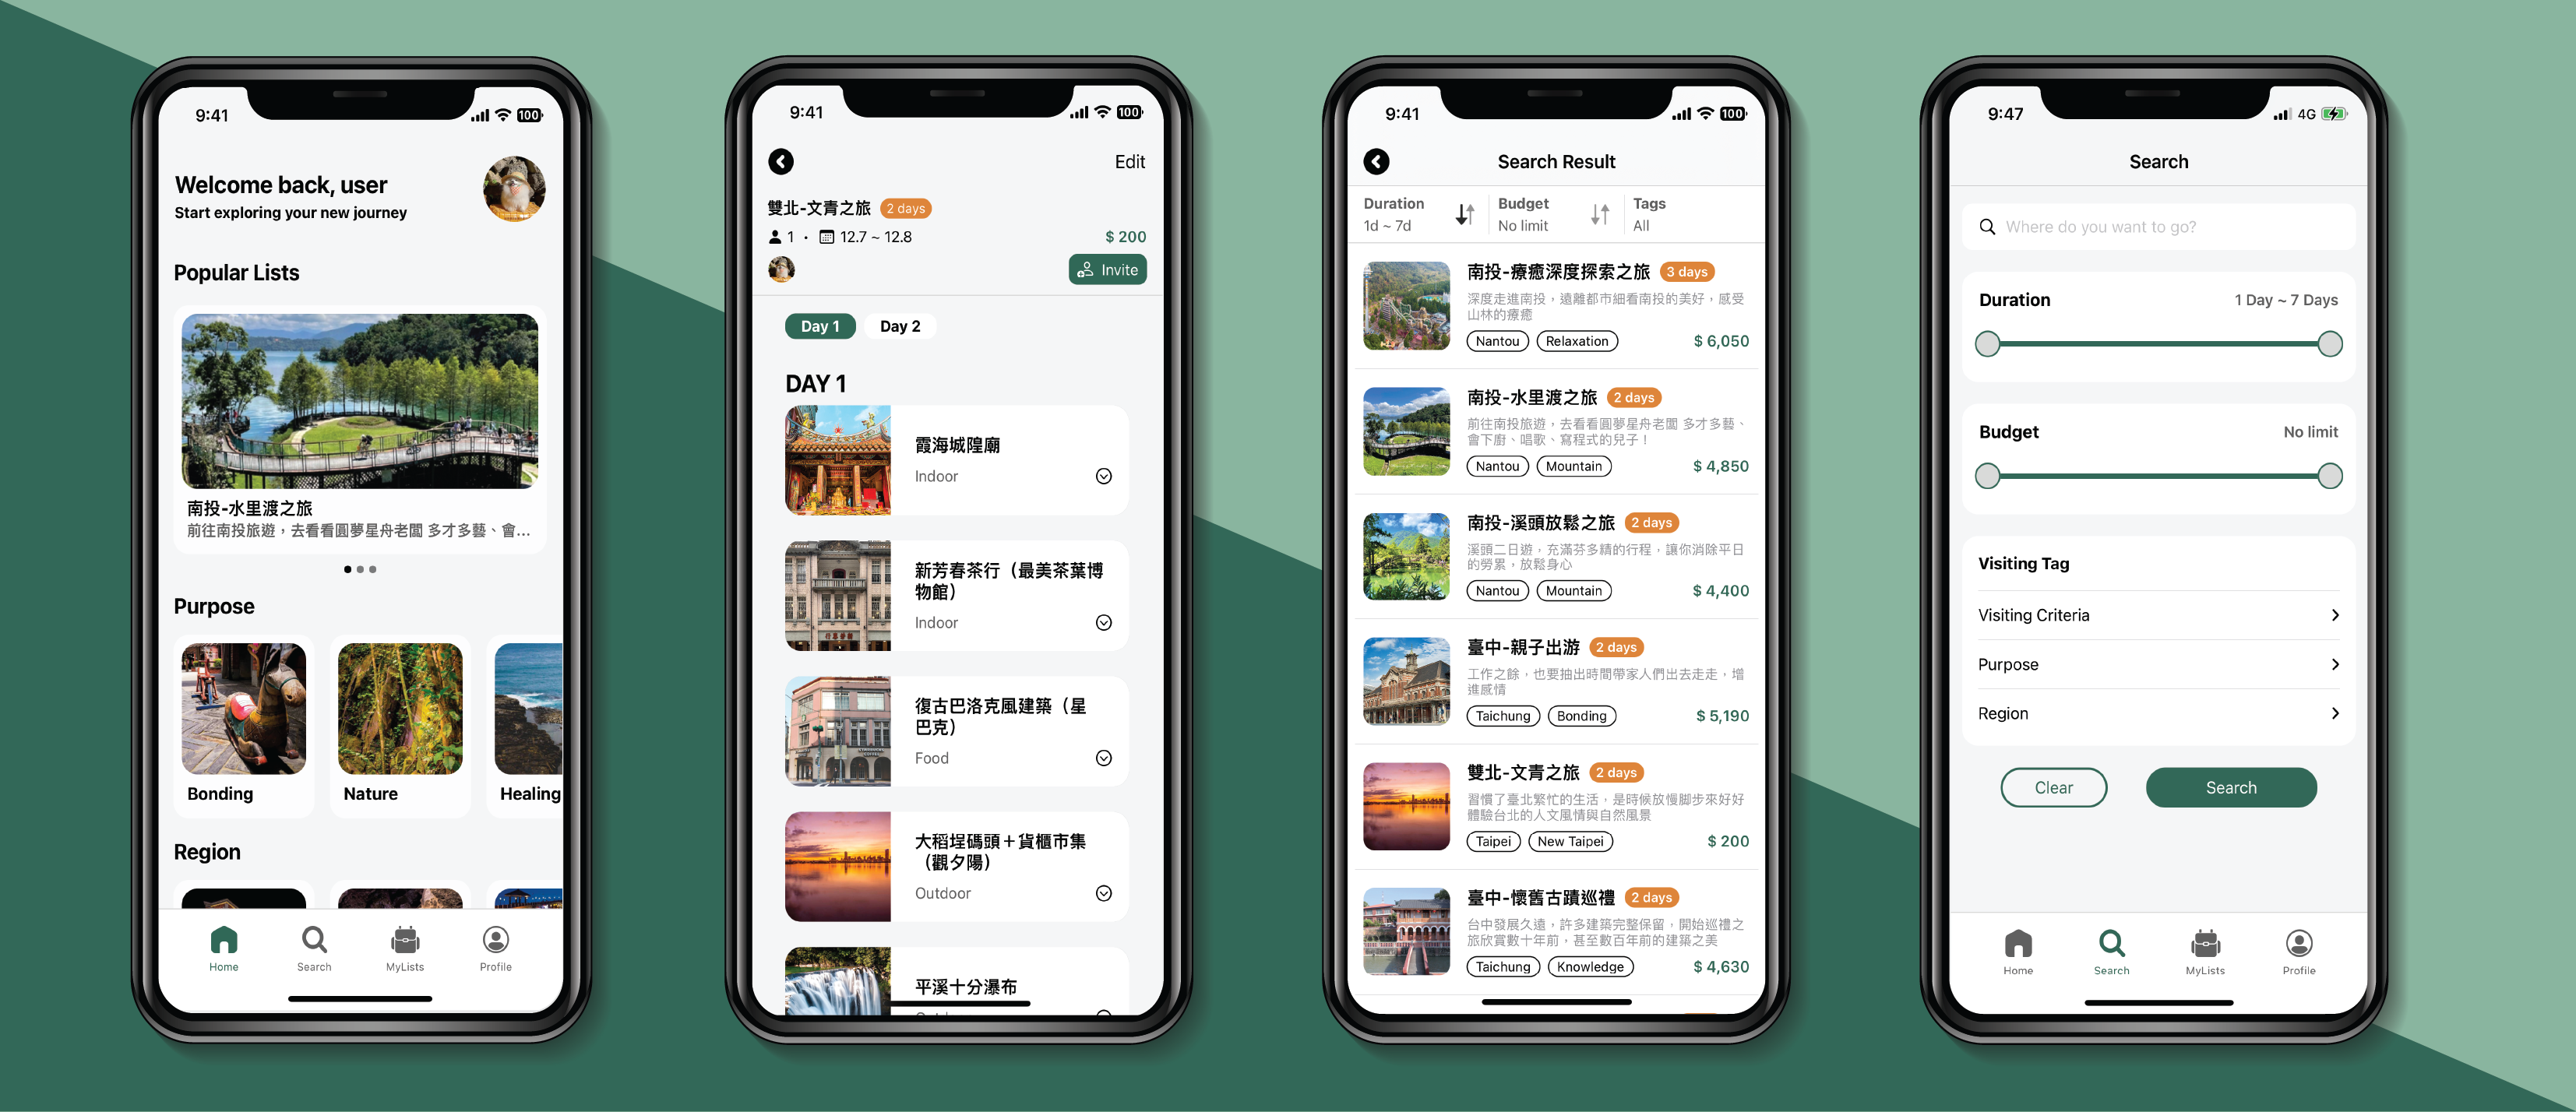 9:41
100
Welcome back, user
Start exploring your new journey
Popular Lists
南投-水里渡之旅
前往南投旅遊，去看看圓夢星舟老闆 多才多藝、會...
Purpose
Bonding
Nature
Healing
Region
Home
Search
MyLists
Profile
9:41
100
Edit
雙北-文青之旅
2 days
1 · 12.7 ~ 12.8
$ 200
Invite
Day 1
Day 2
DAY 1
霞海城隍廟
Indoor
新芳春茶行（最美茶葉博
物館）
Indoor
復古巴洛克風建築（星
巴克）
Food
大稻埕碼頭＋貨櫃市集
（觀夕陽）
Outdoor
平溪十分瀑布
9:41
100
Search Result
Duration
1d ~ 7d
Budget
No limit
Tags
All
南投-療癒深度探索之旅
3 days
深度走進南投，遠離都市細看南投的美好，感受
山林的療癒
Nantou
Relaxation
$ 6,050
南投-水里渡之旅
2 days
前往南投旅遊，去看看圓夢星舟老闆 多才多藝、
會下廚、唱歌、寫程式的兒子！
Nantou
Mountain
$ 4,850
南投-溪頭放鬆之旅
2 days
溪頭二日遊，充滿芬多精的行程，讓你消除平日
的勞累，放鬆身心
Nantou
Mountain
$ 4,400
臺中-親子出游
2 days
工作之餘，也要抽出時間帶家人們出去走走，增
進感情
Taichung
Bonding
$ 5,190
雙北-文青之旅
2 days
習慣了臺北繁忙的生活，是時候放慢腳步來好好
體驗台北的人文風情與自然風景
Taipei
New Taipei
$ 200
臺中-懷舊古蹟巡禮
2 days
台中發展久遠，許多建築完整保留，開始巡禮之
旅欣賞數十年前，甚至數百年前的建築之美
Taichung
Knowledge
$ 4,630
9:47
4G
Search
Where do you want to go?
Duration
1 Day ~ 7 Days
Budget
No limit
Visiting Tag
Visiting Criteria
Purpose
Region
Clear
Search
Home
Search
MyLists
Profile